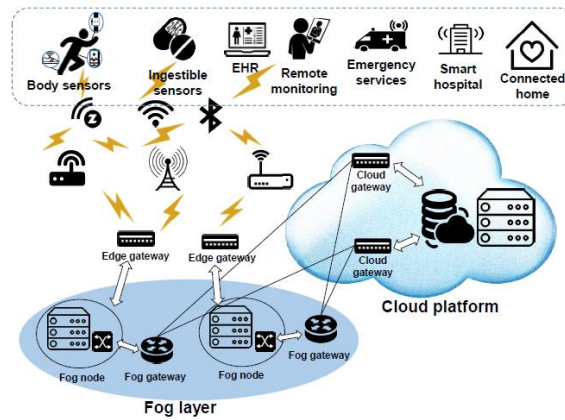 Body sensors
Ingestible
sensors
EHR
Remote
monitoring
Emergency
services
Smart
hospital
Connected
home
Z
Cloud
gateway
Edge gateway
Edge gateway
Cloud
gateway
Cloud platform
Fog node
Fog gateway
Fog node
Fog gateway
Fog layer